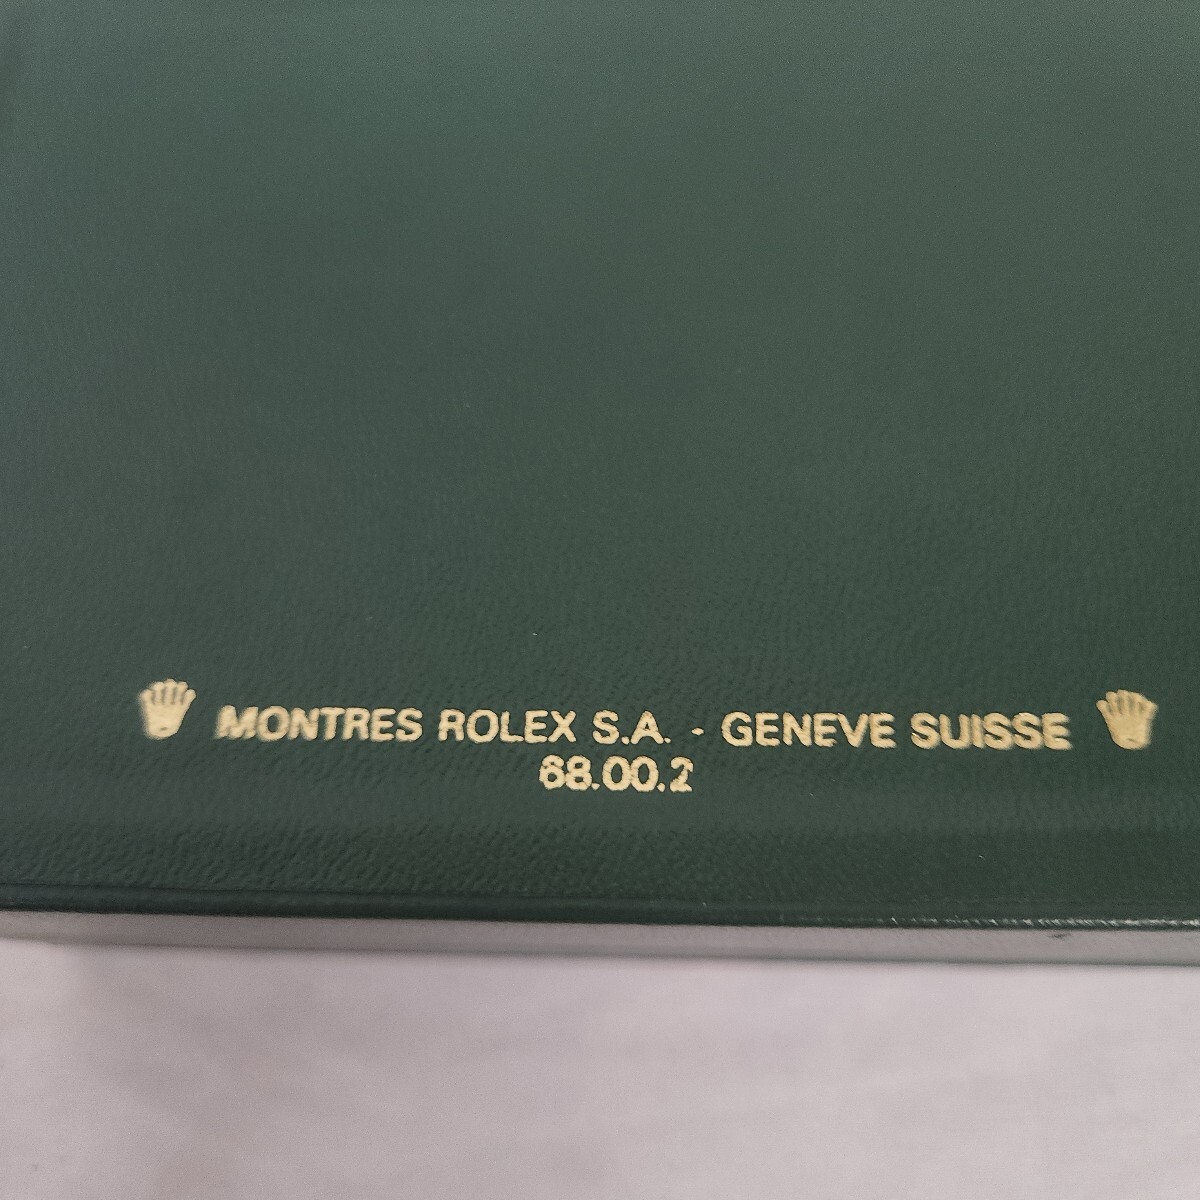 MONTRES ROLEX S.A. - GENEVE SUISSE
68.00.2